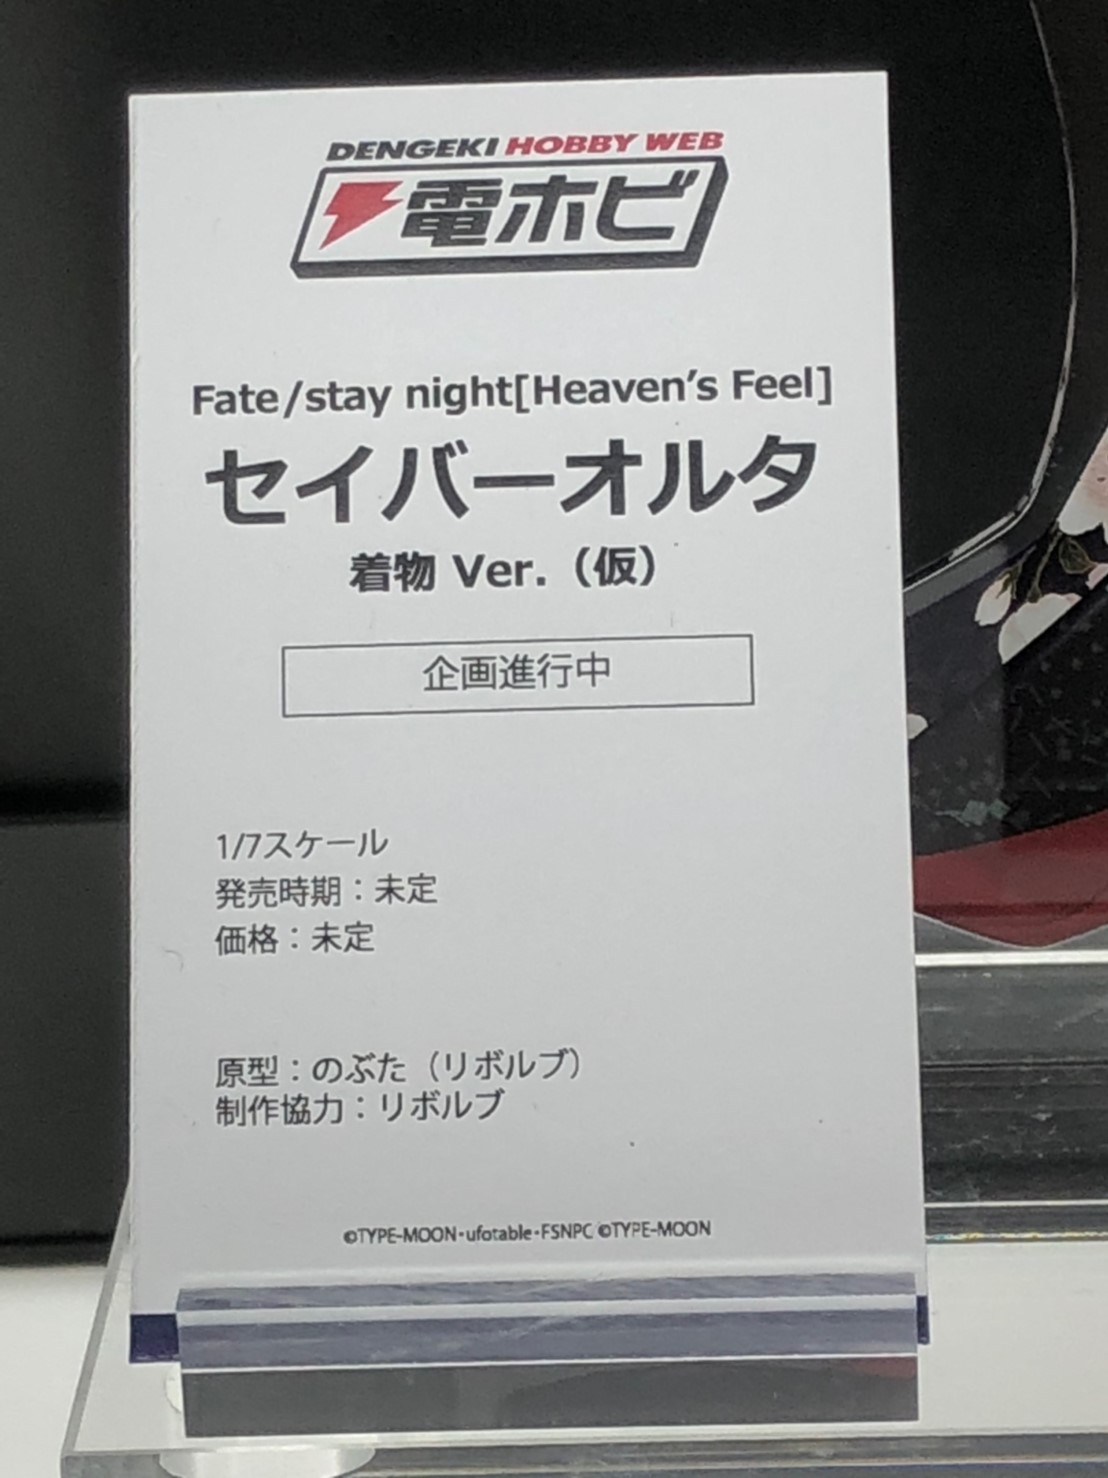 DENGEKI HOBBY WEB
電ホビ
Fate/stay night[Heaven's Feel]
セイバーオルタ
着物 Ver.（仮）
企画進行中
1/7スケール
発売時期：未定
価格：未定
原型：のぶた（リボルブ）
制作協力：リボルブ
©TYPE-MOON・ufotable・FSNPC ©TYPE-MOON